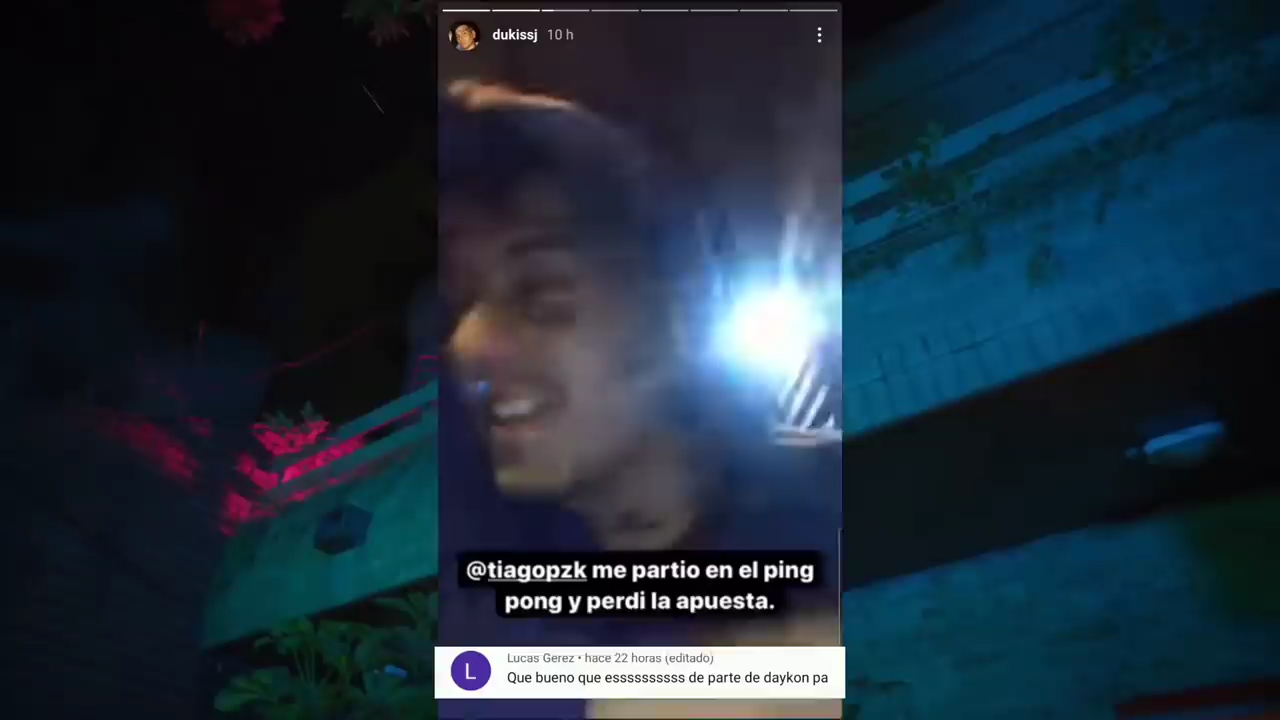 dukissj 10 h
@tiagopzk me partio en el ping
pong y perdi la apuesta.
L
Lucas Gerez • hace 22 horas (editado)
Que bueno que esssssssssss de parte de daykon pa